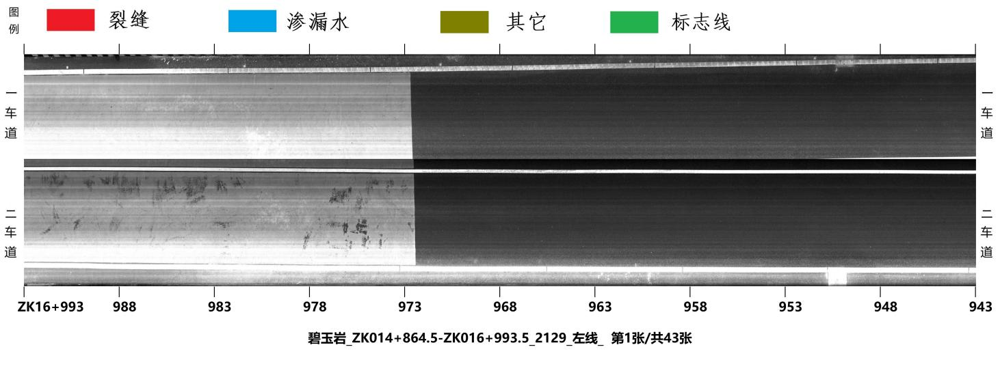 图例
裂缝 渗漏水 其它 标志线
一车道 一车道
二车道 二车道
ZK16+993 988 983 978 973 968 963 958 953 948 943
碧玉岩_ZK014+864.5-ZK016+993.5_2129_左线_ 第1张/共43张